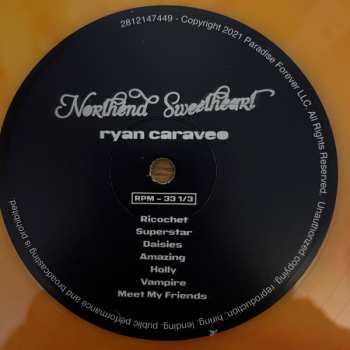 2812147449 - Copyright 2021 Paradise Forever LLC. All Rights Reserved. Unauthorized copying, reproduction, hiring, lending, public performance and broadcasting is prohibited.
Northend Sweetheart
ryan caraveo
RPM - 33 1/3
Ricochet
Superstar
Daisies
Amazing
Holly
Vampire
Meet My Friends